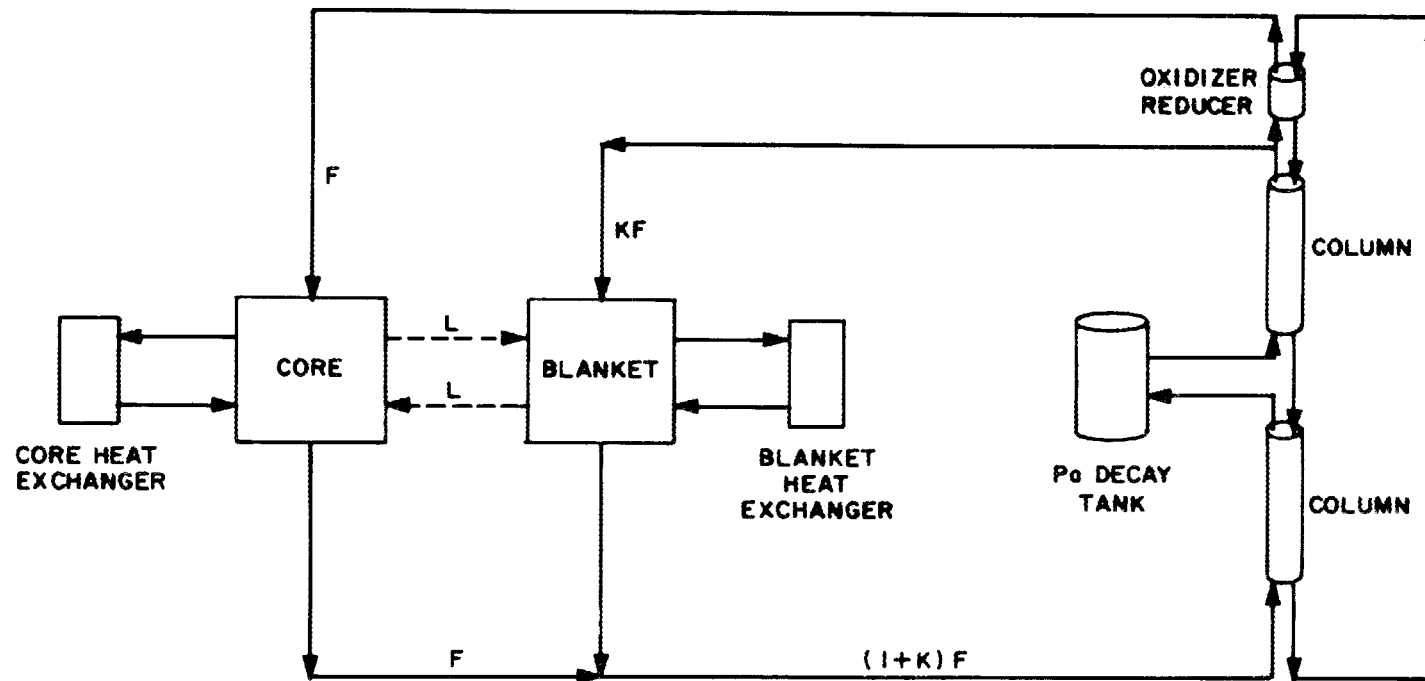 OXIDIZER
REDUCER
F
KF
COLUMN
L
CORE
BLANKET
L
CORE HEAT
EXCHANGER
BLANKET
HEAT
EXCHANGER
Pa DECAY
TANK
COLUMN
F
(1+K)F